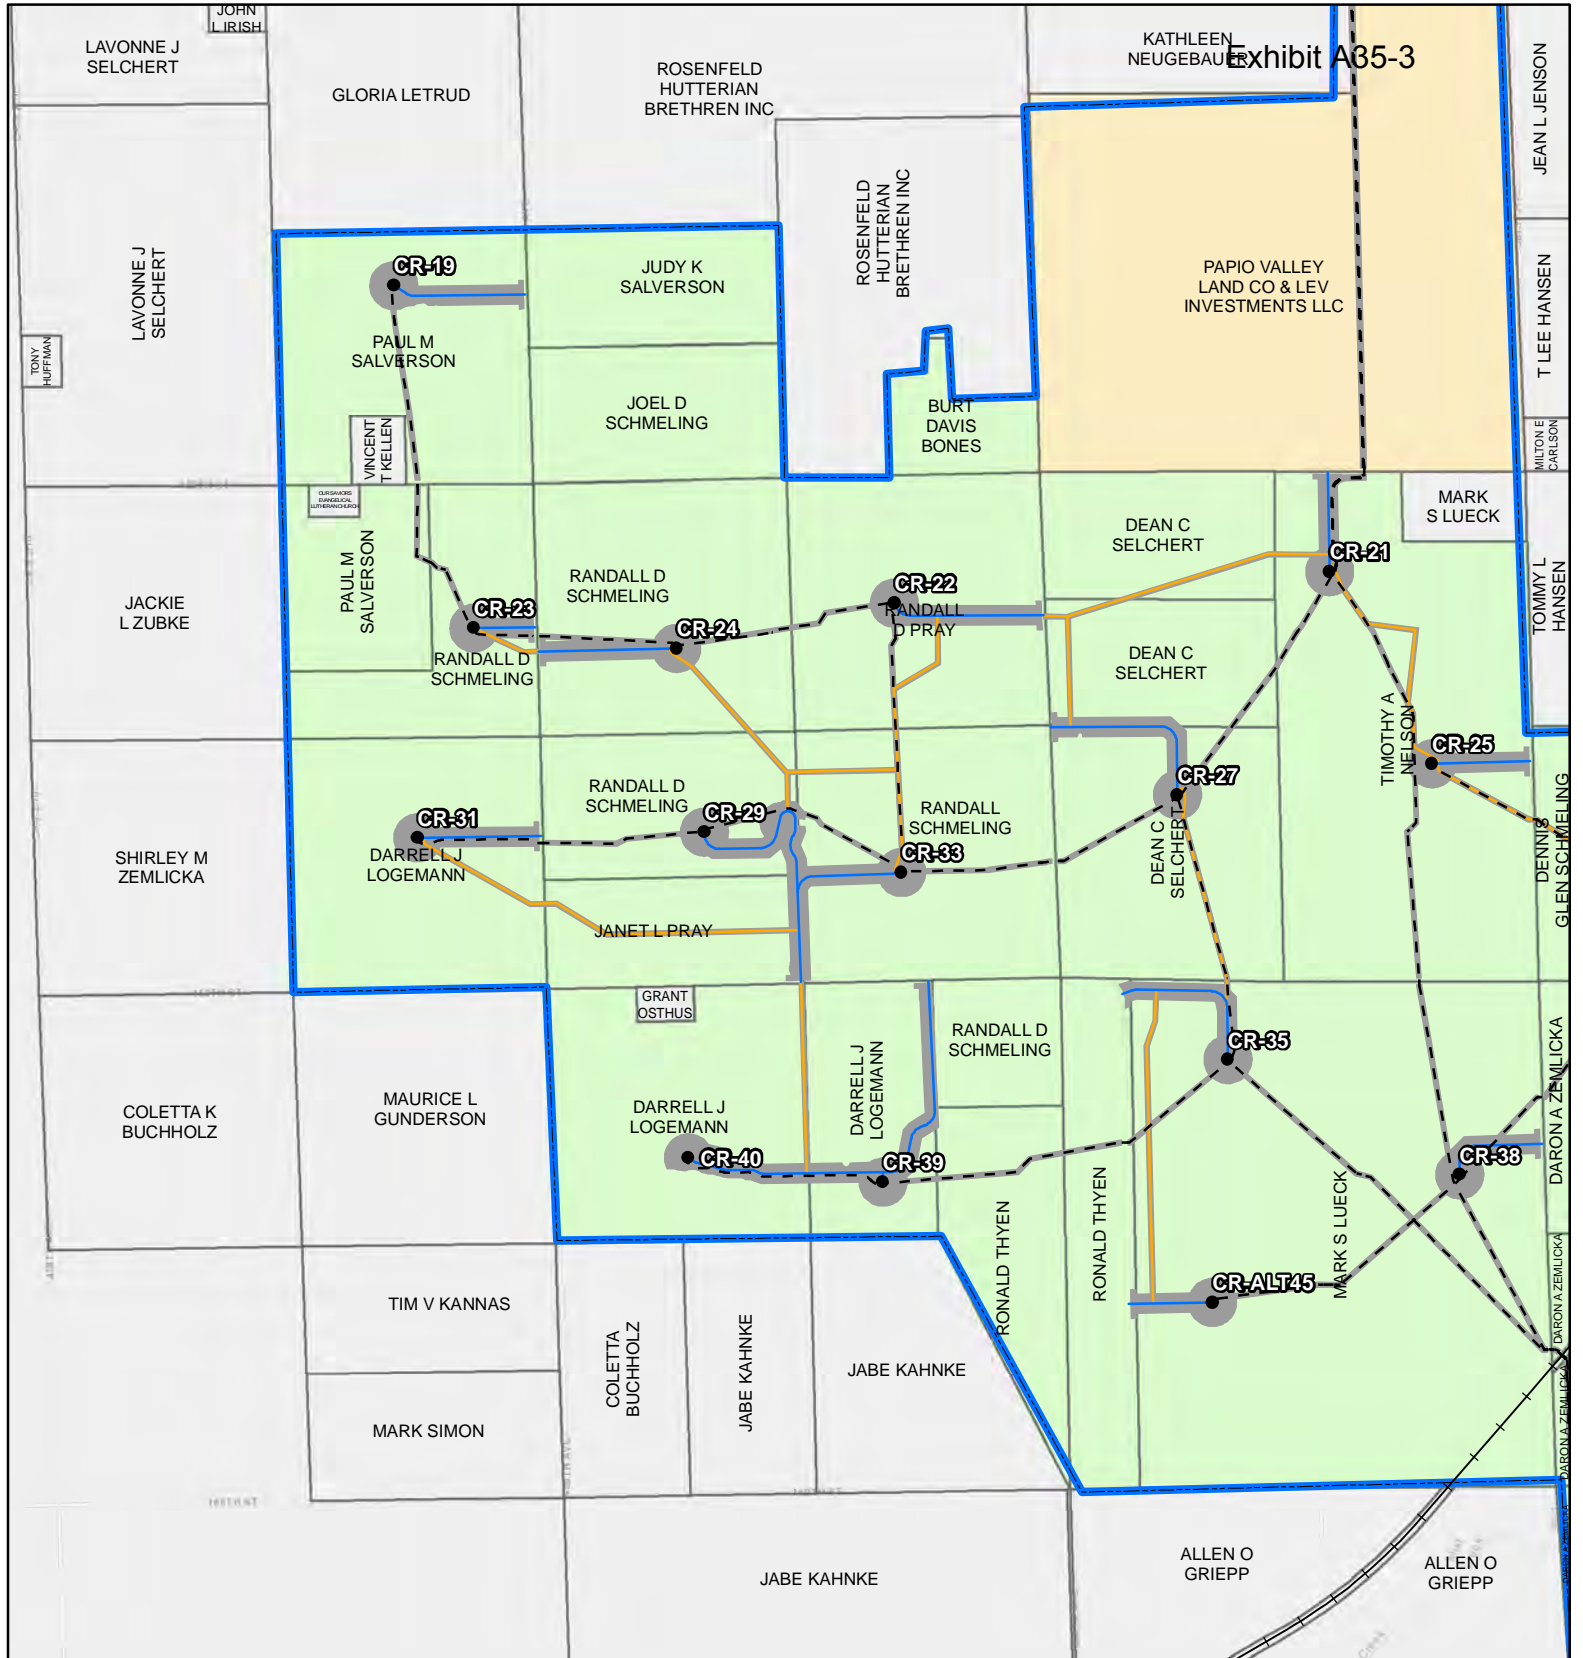 JOHN
L IRISH
LAVONNE J
SELCHERT
GLORIA LETRUD
ROSENFELD
HUTTERIAN
BRETHREN INC
KATHLEEN
NEUGEBAUER
Exhibit A35-3
JEAN L JENSON
LAVONNE J
SELCHERT
TONY
HUFFMAN
CR-19
PAUL M
SALVERSON
JUDY K
SALVERSON
ROSENFELD
HUTTERIAN
BRETHREN INC
PAPIO VALLEY
LAND CO & LEV
INVESTMENTS LLC
T LEE HANSEN
JOEL D
SCHMELING
BURT
DAVIS
BONES
VINCENT
T KELLEN
MILTON E
CARLSON
OUR SAVIORS
EVANGELICAL
LUTHERAN CHURCH
MARK
S LUECK
DEAN C
SELCHERT
CR-21
JACKIE
L ZUBKE
PAUL M
SALVERSON
RANDALL D
SCHMELING
CR-22
RANDALL
D PRAY
TOMMY L
HANSEN
CR-23
CR-24
RANDALL D
SCHMELING
DEAN C
SELCHERT
TIMOTHY A
NELSON
CR-25
RANDALL D
SCHMELING
CR-27
CR-29
RANDALL
SCHMELING
CR-31
DARRELL J
LOGEMANN
CR-33
DEAN C
SELCHERT
DENNIS
GLEN SCHMELING
SHIRLEY M
ZEMLICKA
JANET L PRAY
GRANT
OSTHUS
RANDALL D
SCHMELING
CR-35
COLETTA K
BUCHHOLZ
MAURICE L
GUNDERSON
DARRELL J
LOGEMANN
DARRELL J
LOGEMANN
CR-40
CR-39
CR-38
DARON A ZEMLICKA
RONALD THYEN
RONALD THYEN
MARK S LUECK
CR-ALT45
DARON A ZEMLICKA
TIM V KANNAS
COLETTA
BUCHHOLZ
JABE KAHNKE
JABE KAHNKE
MARK SIMON
DARON A ZEMLICKA
JABE KAHNKE
ALLEN O
GRIEPP
ALLEN O
GRIEPP
DARON A ZEMLICKA
Creek